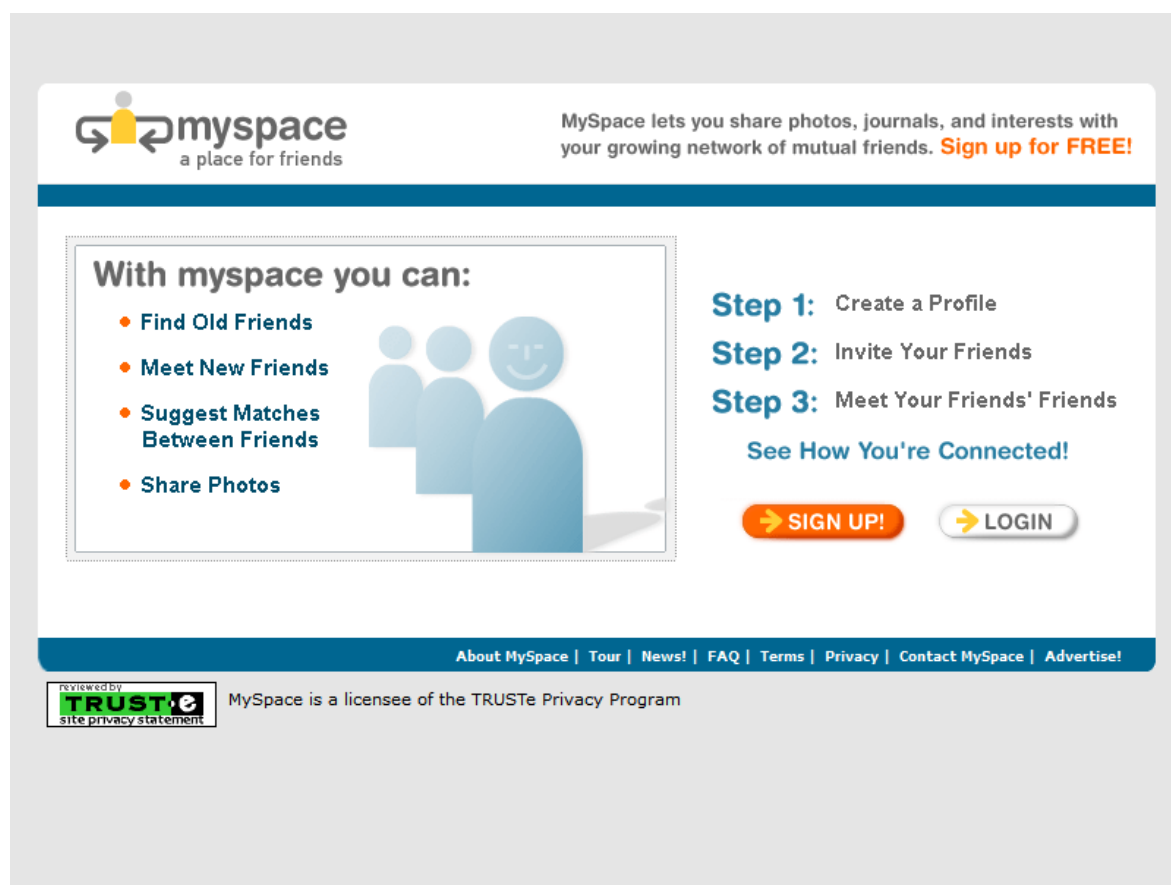 myspace
a place for friends
MySpace lets you share photos, journals, and interests with
your growing network of mutual friends. Sign up for FREE!
With myspace you can:
Find Old Friends
Meet New Friends
Suggest Matches
Between Friends
Share Photos
Step 1: Create a Profile
Step 2: Invite Your Friends
Step 3: Meet Your Friends' Friends
See How You're Connected!
SIGN UP! LOGIN
About MySpace | Tour | News! | FAQ | Terms | Privacy | Contact MySpace | Advertise!
reviewed by
TRUST·e
site privacy statement
MySpace is a licensee of the TRUSTe Privacy Program